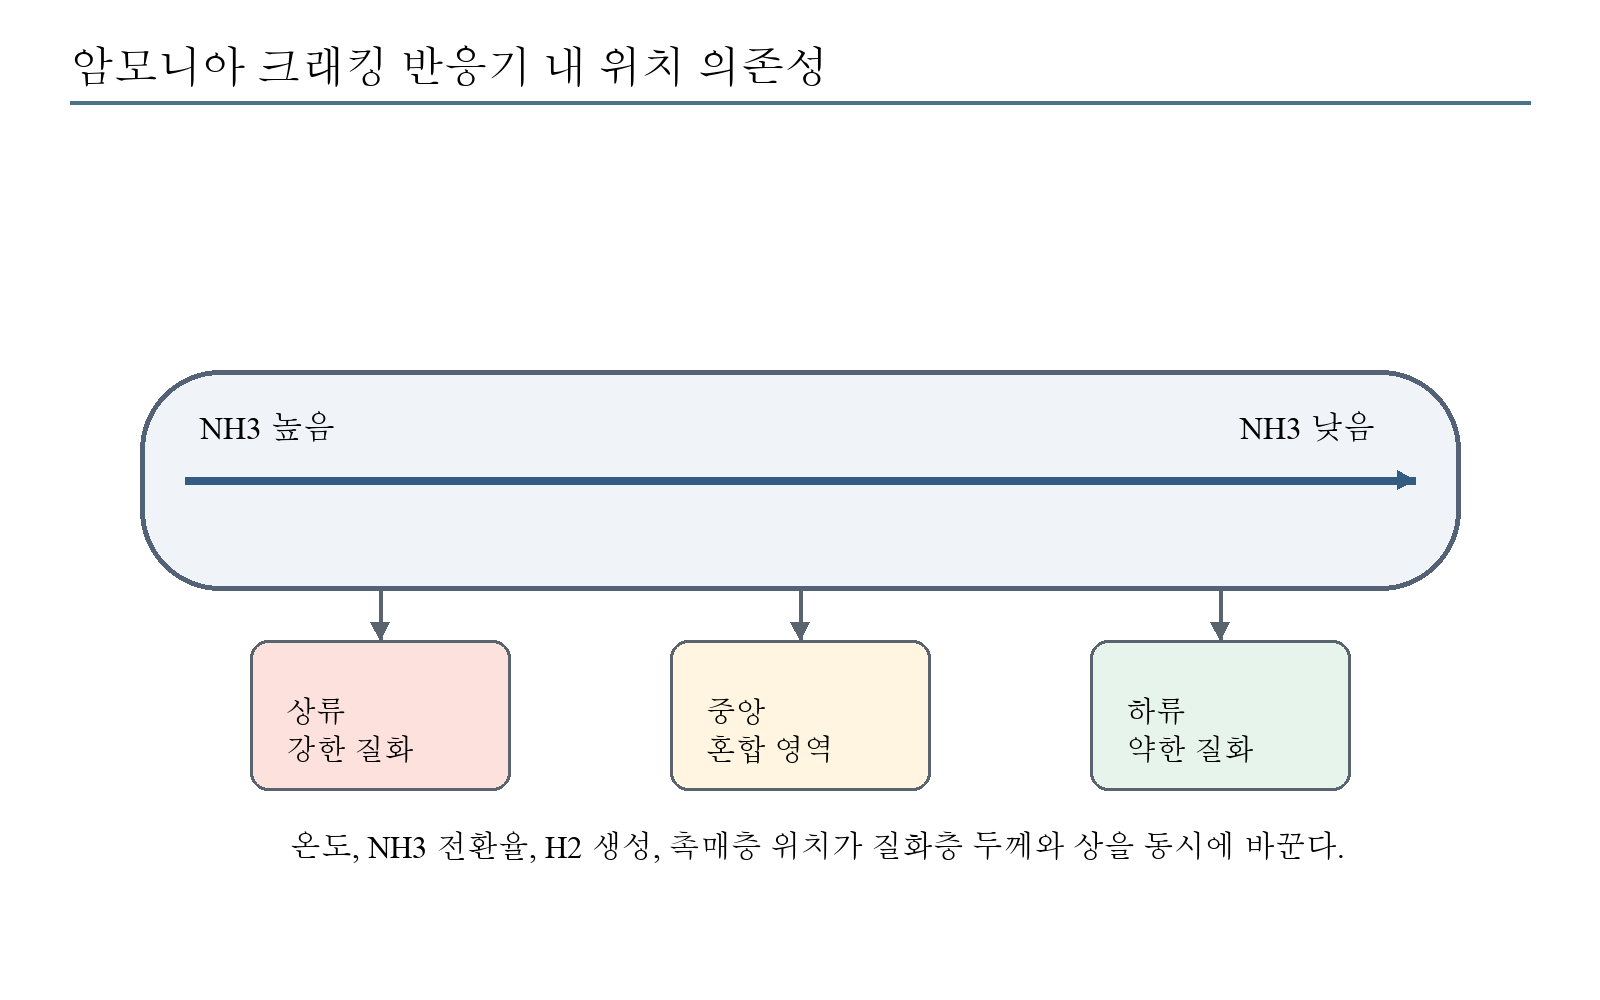 암모니아 크래킹 반응기 내 위치 의존성
NH3 높음
NH3 낮음
상류
강한 질화
중앙
혼합 영역
하류
약한 질화
온도, NH3 전환율, H2 생성, 촉매층 위치가 질화층 두께와 상을 동시에 바꾼다.